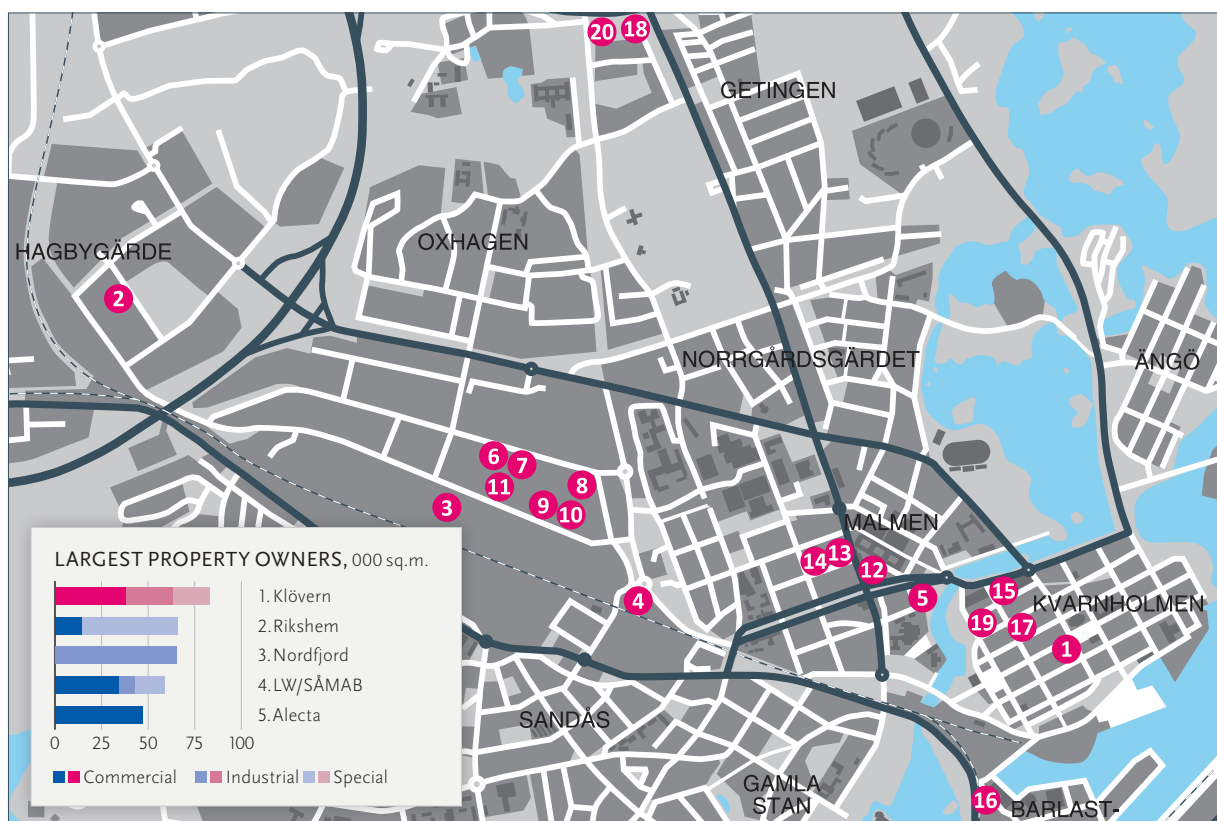 20 18
GETINGEN
HAGBYGÄRDE
OXHAGEN
2
NORRGÅRDSGÄRDET
ÄNGÖ
6
7
8
11
3
9
10
MALMEN
14 13
12
4
5
15
KVARNHOLMEN
19
17
1
SANDÅS
GAMLA
STAN
16
BARLAST-
LARGEST PROPERTY OWNERS, 000 sq.m.
1. Klövern
2. Rikshem
3. Nordfjord
4. LW/SÅMAB
5. Alecta
0 25 50 75 100
Commercial Industrial Special